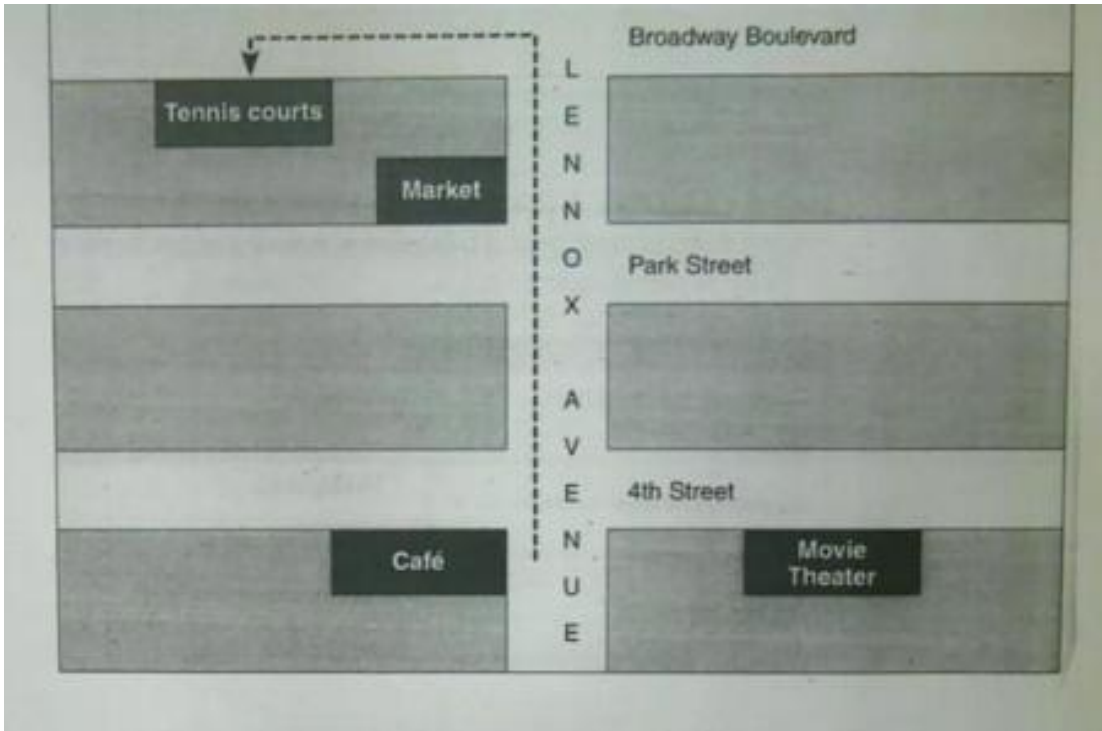 Broadway Boulevard
LENNOX AVENUE
Tennis courts
Market
Park Street
4th Street
Café
Movie
Theater